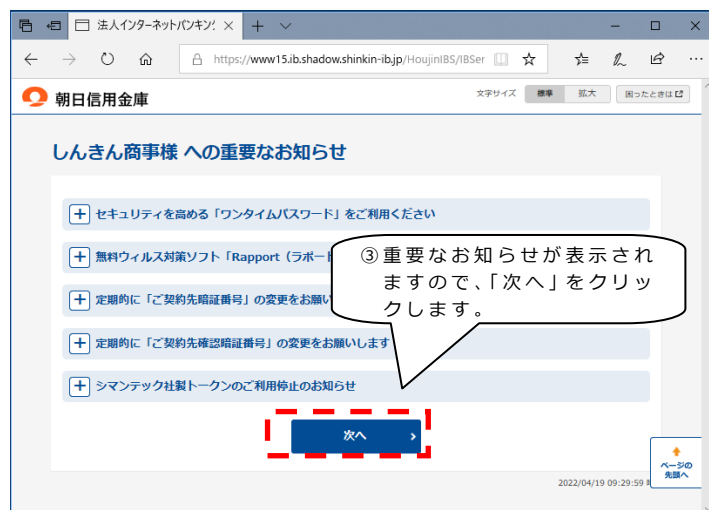 法人インターネットバンキン
https://www15.ib.shadow.shinkin-ib.jp/HoujinIBS/IBSer
朝日信用金庫
文字サイズ 標準 拡大 困ったときは
しんきん商事様 への重要なお知らせ
セキュリティを高める「ワンタイムパスワード」をご利用ください
無料ウィルス対策ソフト「Rapport（ラポート
定期的に「ご契約先暗証番号」の変更をお願い
定期的に「ご契約先確認暗証番号」の変更をお願いします
シマンテック社製トークンのご利用停止のお知らせ
③重要なお知らせが表示され
ますので、「次へ」をクリッ
クします。
次へ
ページの
先頭へ
2022/04/19 09:29:59